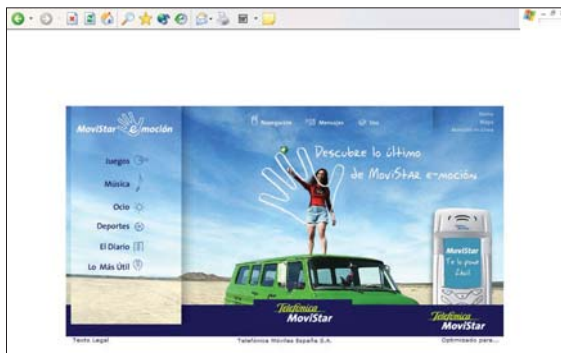 MoviStar e-moción
Navegación
Mensajes
Juegos
Música
Ocio
Deportes
El Diario
Lo Más Útil
Descubre lo último
de MoviStar e-moción
MoviStar
Te lo pone
fácil
Telefónica
MoviStar
Telefónica
MoviStar
Texto Legal
Telefónica Móviles España S.A.
Optimizado para...